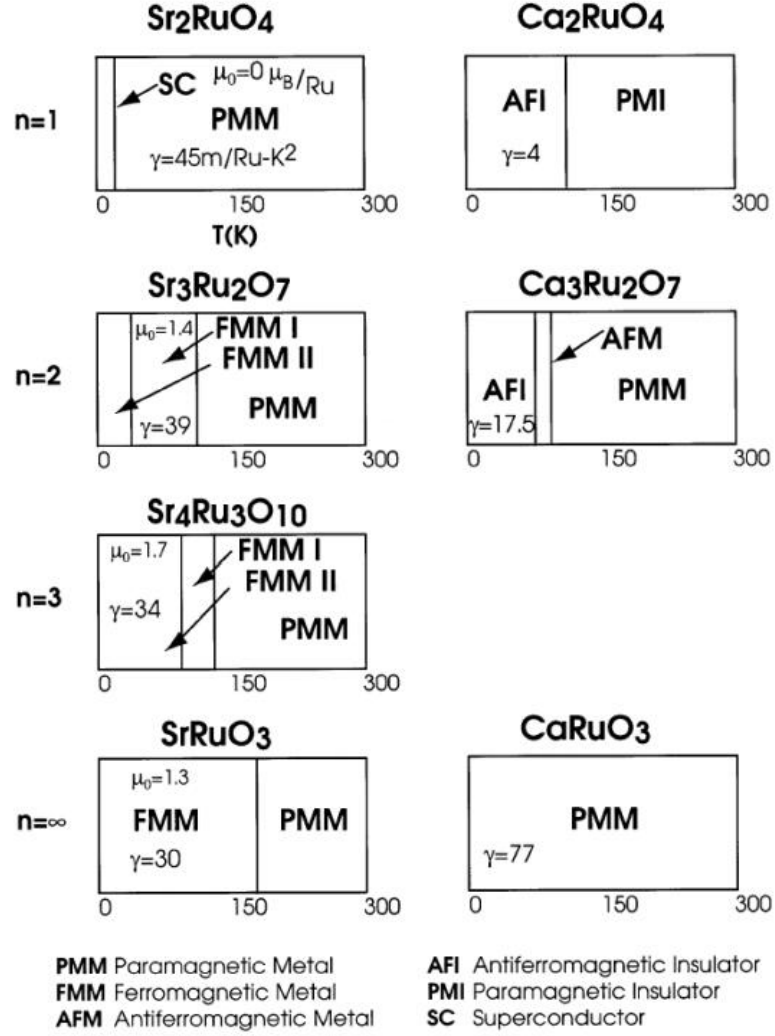 Sr2RuO4 Ca2RuO4
n=1
SC μ0=0 μB/Ru
PMM
γ=45m/Ru-K2
AFI PMI
γ=4
0 150 300 0 150 300
T(K)
Sr3Ru2O7 Ca3Ru2O7
n=2
μ0=1.4 FMM I
FMM II
PMM
γ=39
AFM
AFI PMM
γ=17.5
0 150 300 0 150 300
Sr4Ru3O10
n=3
μ0=1.7 FMM I
FMM II
γ=34
PMM
0 150 300
SrRuO3 CaRuO3
n=∞
μ0=1.3
FMM PMM
γ=30
PMM
γ=77
0 150 300 0 150 300
PMM Paramagnetic Metal AFI Antiferromagnetic Insulator
FMM Ferromagnetic Metal PMI Paramagnetic Insulator
AFM Antiferromagnetic Metal SC Superconductor